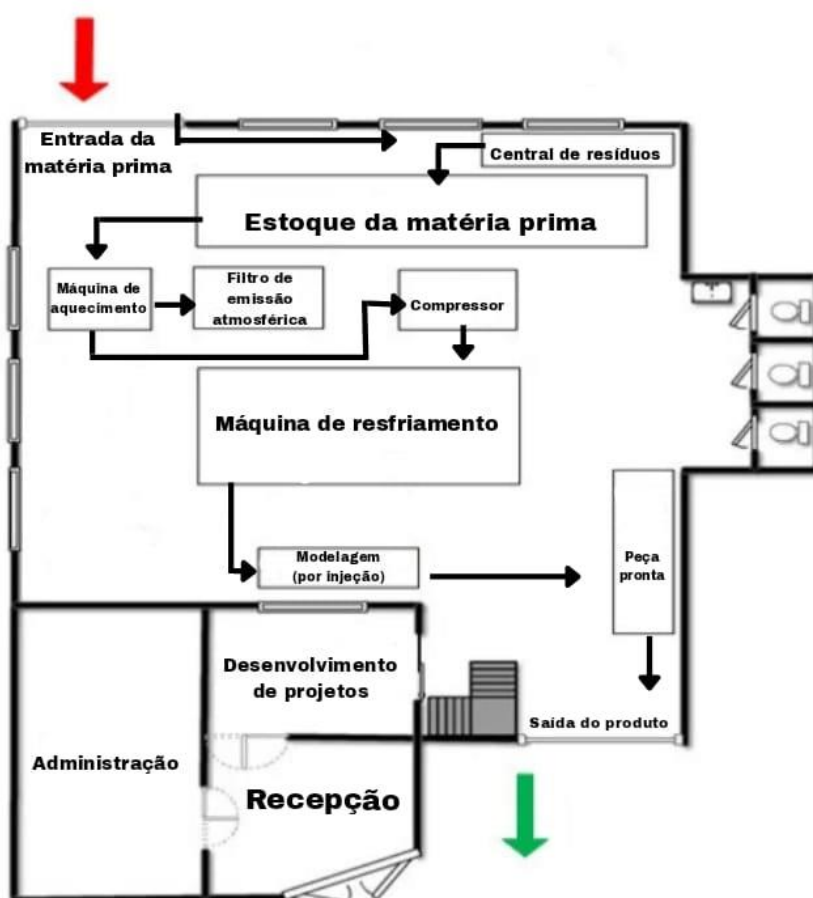 Entrada da
matéria prima
Central de resíduos
Estoque da matéria prima
Máquina de
aquecimento
Filtro de
emissão
atmosférica
Compressor
Máquina de resfriamento
Modelagem
(por injeção)
Peça
pronta
Desenvolvimento
de projetos
Saída do produto
Administração
Recepção